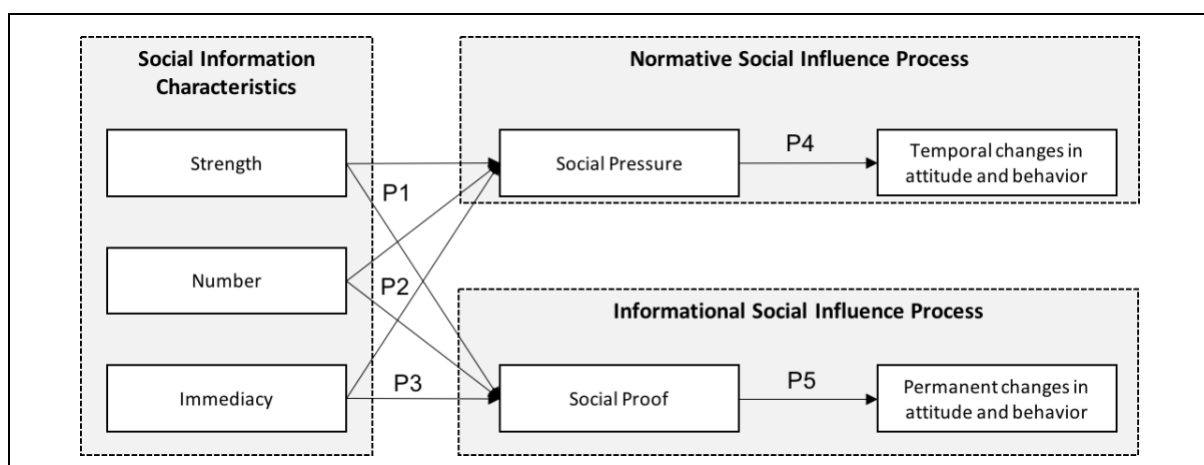 Social Information
Characteristics
Strength
Number
Immediacy
P1
P2
P3
Normative Social Influence Process
Social Pressure
P4
Temporal changes in
attitude and behavior
Informational Social Influence Process
Social Proof
P5
Permanent changes in
attitude and behavior